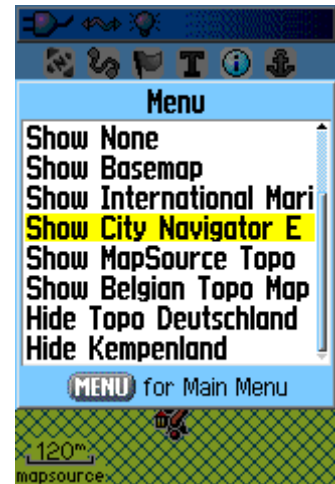 T
Menu
Show None
Show Basemap
Show International Mari
Show City Navigator E
Show MapSource Topo
Show Belgian Topo Map
Hide Topo Deutschland
Hide Kempenland
MENU for Main Menu
120m
mapsource